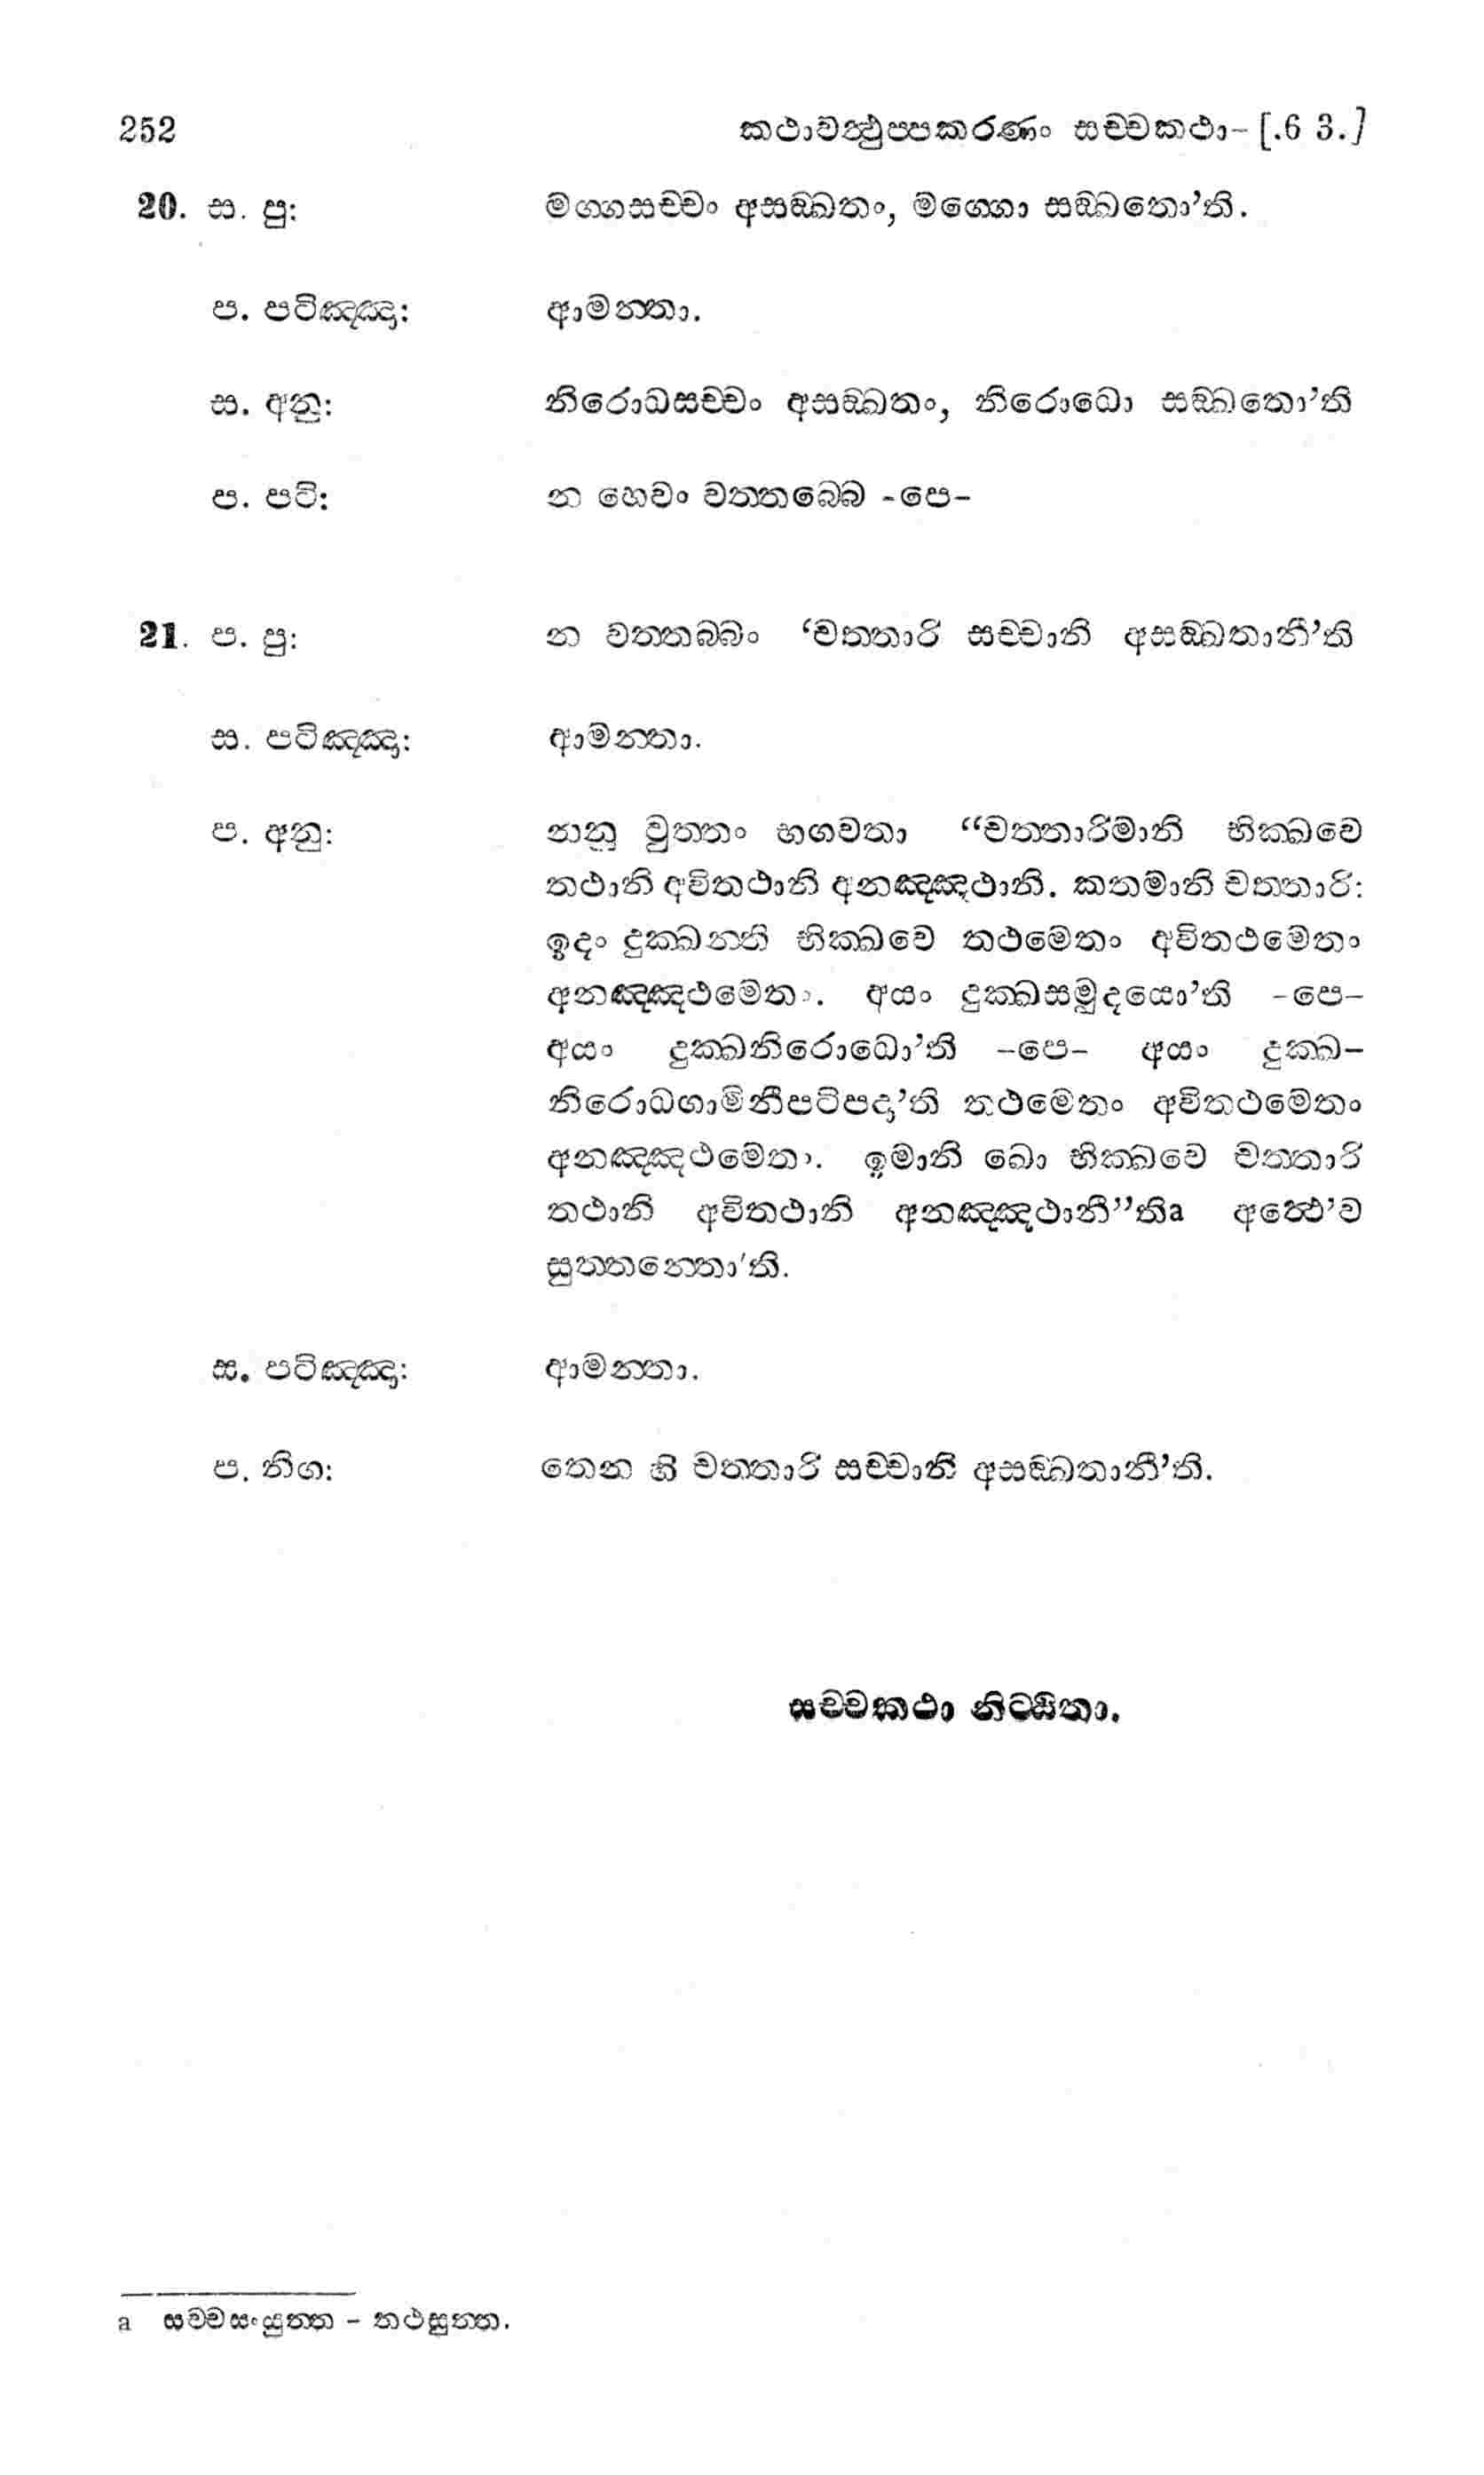 252 කථාවත්ථුප්පකරණං සච්චකථා- [.6 3.]
20. ස. පු: මග්ගසච්චං අසඞ්ඛතං, මග්ගො සඞ්ඛතො'ති.
ප. පටිඤ්ඤා: ආමන්තා.
ස. අනු: නිරොධසච්චං අසඞ්ඛතං, නිරොධො සඞ්ඛතො'ති
ප. පටි: න හෙවං වත්තබ්බෙ -පෙ-
21. ප. පු: න වත්තබ්බං ‘චත්තාරි සච්චානි අසඞ්ඛතානී’ති
ස. පටිඤ්ඤා: ආමන්තා.
ප. අනු: නනු වුත්තං භගවතා “චත්තාරිමානි භික්ඛවෙ
තථානි අවිතථානි අනඤ්ඤථානි. කතමානි චත්තාරි:
ඉදං දුක්ඛන්ති භික්ඛවෙ තථමෙතං අවිතථමෙතං
අනඤ්ඤථමෙතං. අයං දුක්ඛසමුදයො’ති -පෙ-
අයං දුක්ඛනිරොධො’ති -පෙ- අයං දුක්ඛ-
නිරොධගාමිනීපටිපදා’ති තථමෙතං අවිතථමෙතං
අනඤ්ඤථමෙතං. ඉමානි ඛො භික්ඛවෙ චත්තාරි
තථානි අවිතථානි අනඤ්ඤථානී”තිa අත්ථෙ’ව
සුත්තන්තො'ති.
ස. පටිඤ්ඤා: ආමන්තා.
ප. නිග: තෙන හි චත්තාරි සච්චානි අසඞ්ඛතානී’ති.
සච්චකථා නිට්ඨිතා.
a සච්චසංයුත්ත - තථසුත්ත.